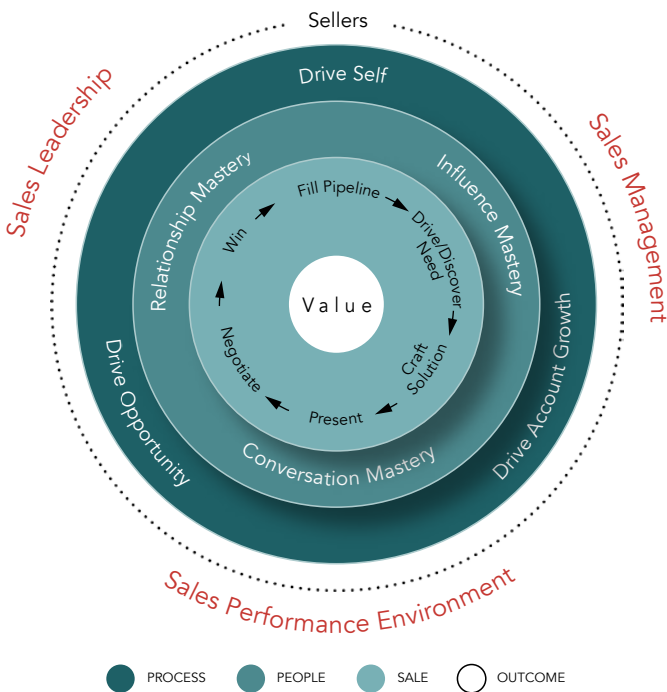 Sellers
Sales Leadership
Sales Management
Drive Self
Relationship Mastery
Influence Mastery
Fill Pipeline
Win
Drive/Discover
Need
Value
Negotiate
Craft
Solution
Present
Drive Opportunity
Drive Account Growth
Conversation Mastery
Sales Performance Environment
PROCESS
PEOPLE
SALE
OUTCOME